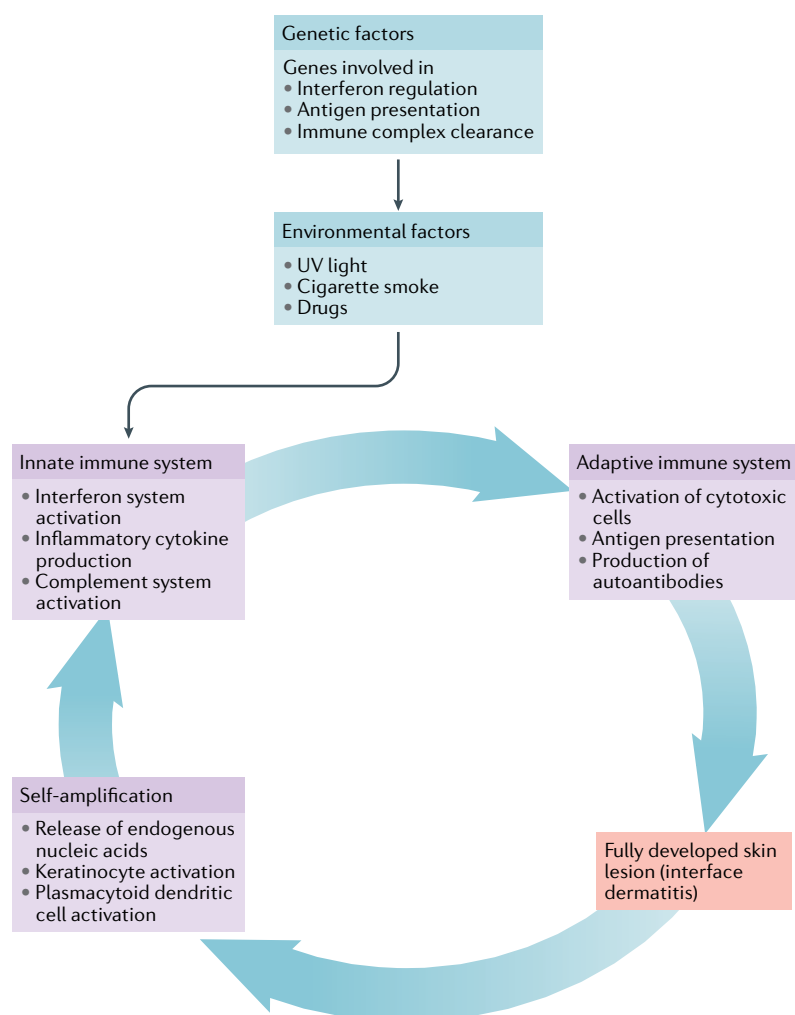 Genetic factors
Genes involved in
• Interferon regulation
• Antigen presentation
• Immune complex clearance
Environmental factors
• UV light
• Cigarette smoke
• Drugs
Innate immune system
• Interferon system
activation
• Inflammatory cytokine
production
• Complement system
activation
Adaptive immune system
• Activation of cytotoxic
cells
• Antigen presentation
• Production of
autoantibodies
Self-amplification
• Release of endogenous
nucleic acids
• Keratinocyte activation
• Plasmacytoid dendritic
cell activation
Fully developed skin
lesion (interface
dermatitis)